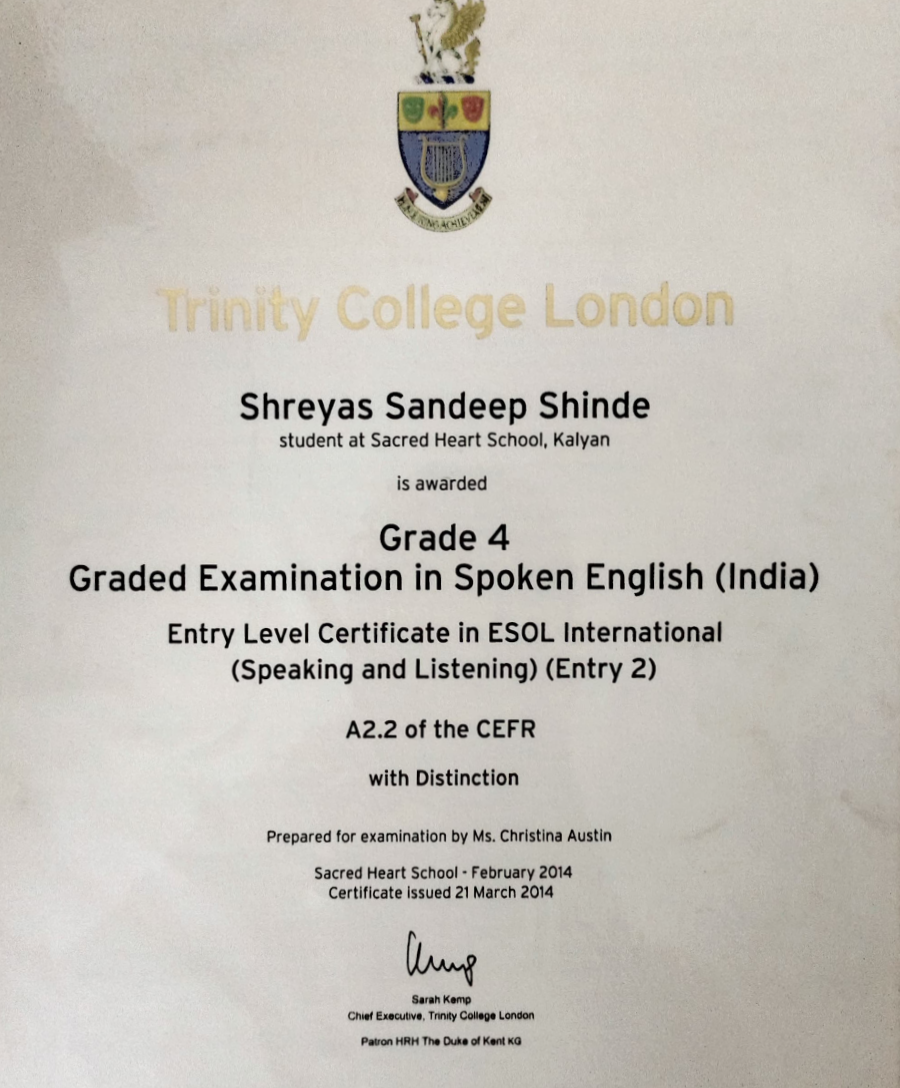 Trinity College London
Shreyas Sandeep Shinde
student at Sacred Heart School, Kalyan
is awarded
Grade 4
Graded Examination in Spoken English (India)
Entry Level Certificate in ESOL International
(Speaking and Listening) (Entry 2)
A2.2 of the CEFR
with Distinction
Prepared for examination by Ms. Christina Austin
Sacred Heart School - February 2014
Certificate issued 21 March 2014
Sarah Kemp
Chief Executive, Trinity College London
Patron HRH The Duke of Kent KG